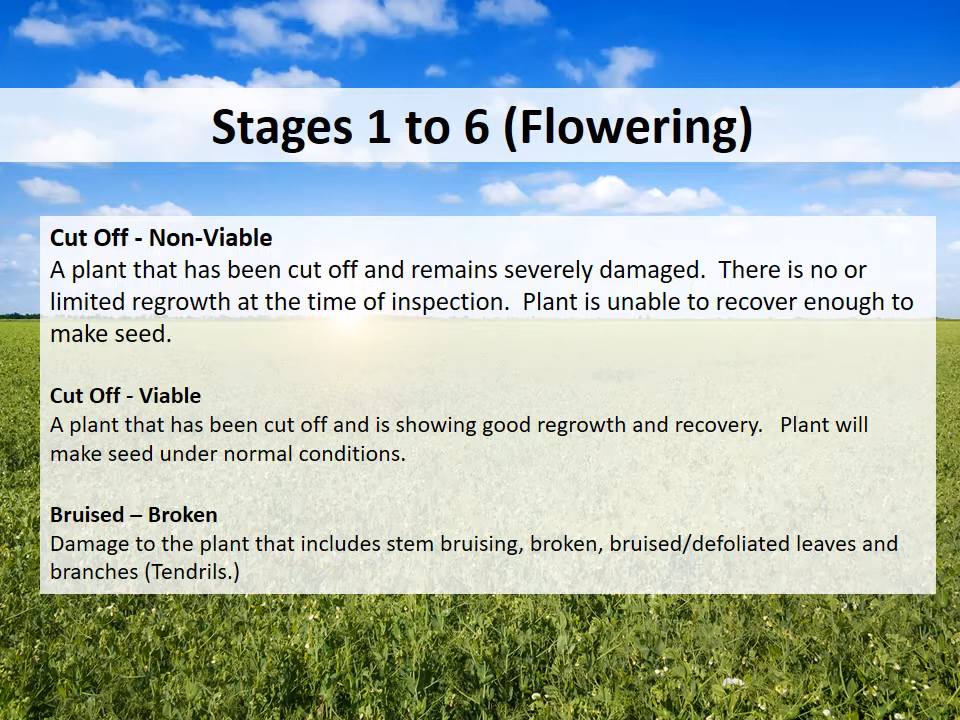 Stages 1 to 6 (Flowering)
Cut Off - Non-Viable
A plant that has been cut off and remains severely damaged.  There is no or
limited regrowth at the time of inspection.  Plant is unable to recover enough to
make seed.
Cut Off - Viable
A plant that has been cut off and is showing good regrowth and recovery.   Plant will
make seed under normal conditions.
Bruised – Broken
Damage to the plant that includes stem bruising, broken, bruised/defoliated leaves and
branches (Tendrils.)